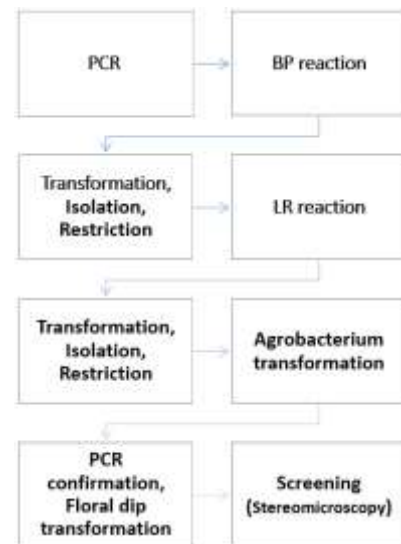 PCR
BP reaction
Transformation,
Isolation,
Restriction
LR reaction
Transformation,
Isolation,
Restriction
Agrobacterium
transformation
PCR
confirmation,
Floral dip
transformation
Screening
(Stereomicroscopy)